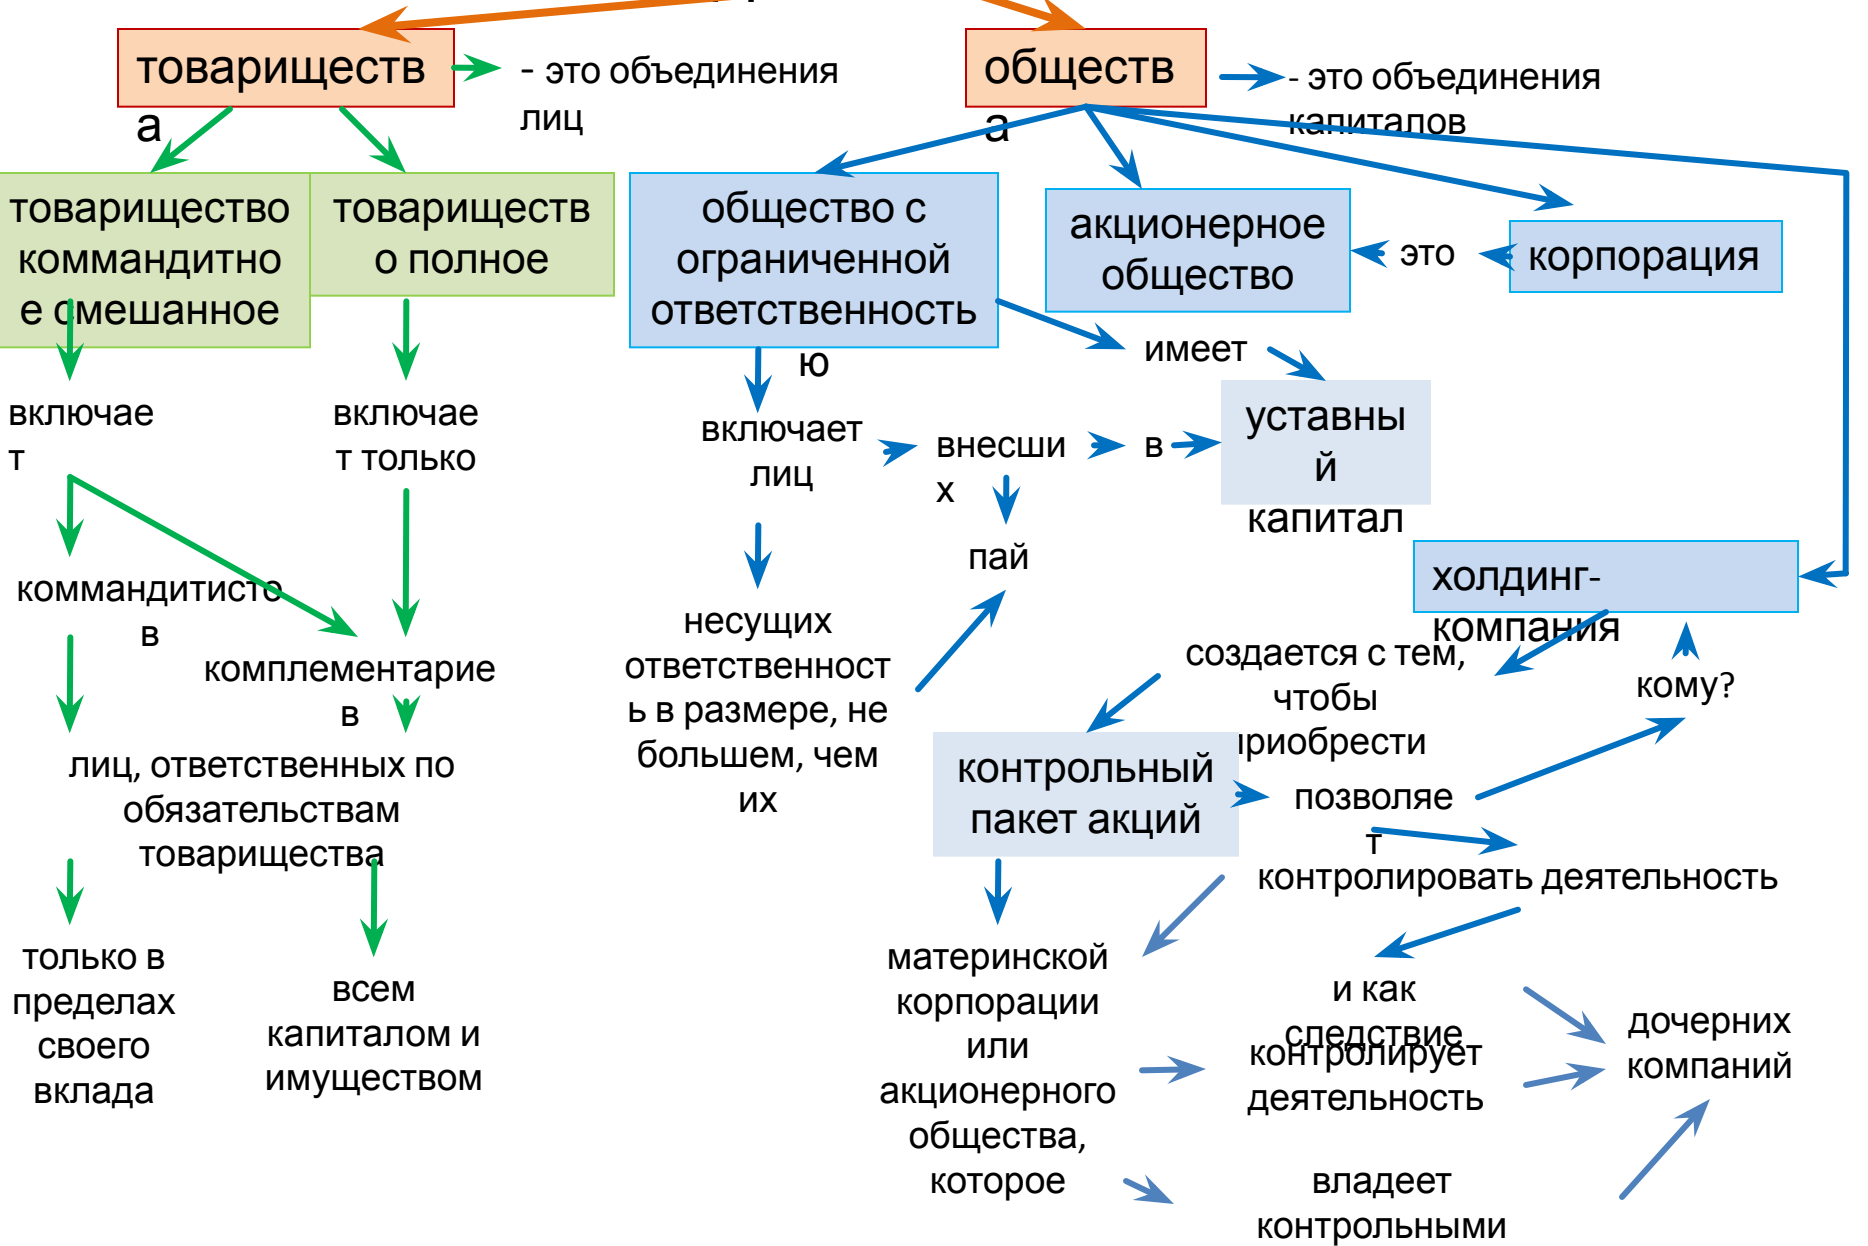 товариществ
а
- это объединения
лиц
обществ
а
- это объединения
капиталов
товарищество
коммандитно
е смешанное
товариществ
о полное
общество с
ограниченной
ответственность
ю
акционерное
общество
это
корпорация
имеет
включае
т
включае
т только
включает
лиц
внесши
х
в
уставны
й
капитал
пай
коммандитисто
в
комплементарие
в
несущих
ответственност
ь в размере, не
большем, чем
их
холдинг-
компания
создается с тем,
чтобы
приобрести
кому?
лиц, ответственных по
обязательствам
товарищества
контрольный
пакет акций
позволяе
т
контролировать деятельность
только в
пределах
своего
вклада
всем
капиталом и
имуществом
материнской
корпорации
или
акционерного
общества,
которое
и как
следствие
контролирует
деятельность
дочерних
компаний
владеет
контрольными